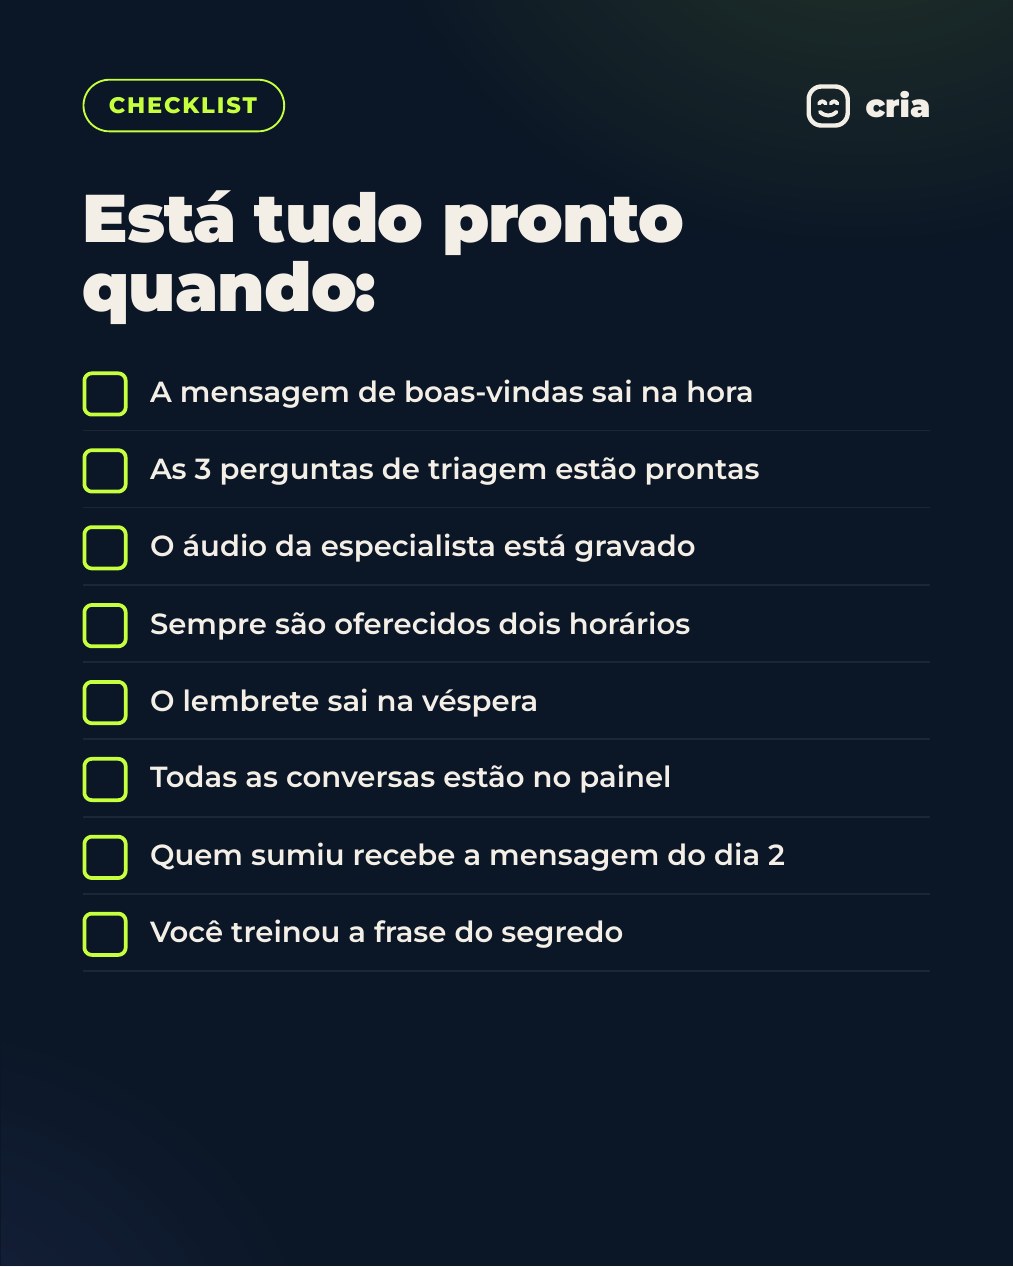 CHECKLIST
cria
Está tudo pronto
quando:
A mensagem de boas-vindas sai na hora
As 3 perguntas de triagem estão prontas
O áudio da especialista está gravado
Sempre são oferecidos dois horários
O lembrete sai na véspera
Todas as conversas estão no painel
Quem sumiu recebe a mensagem do dia 2
Você treinou a frase do segredo